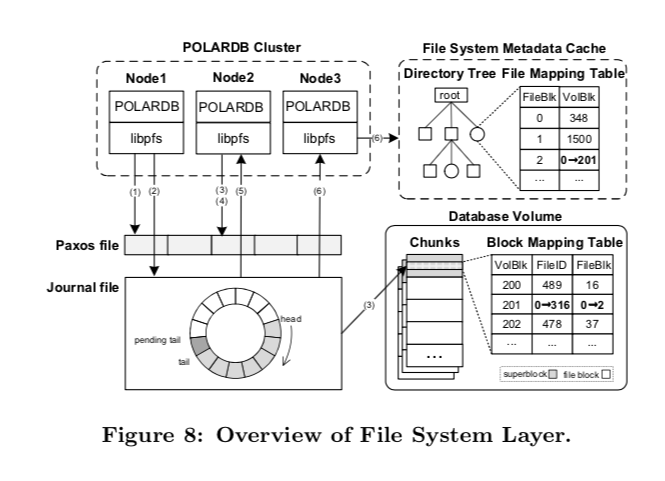 POLARDB Cluster
File System Metadata Cache
Node1 Node2 Node3
Directory Tree File Mapping Table
POLARDB POLARDB POLARDB
libpfs libpfs libpfs
root
FileBlk VolBlk
0 348
1 1500
2 0→201
... ...
(6)
(1) (2) (3) (5) (6)
(4)
Database Volume
Paxos file
Chunks Block Mapping Table
Journal file
VolBlk FileID FileBlk
200 489 16
201 0→316 0→2
202 478 37
... ... ...
(3)
head
pending tail
tail
...
superblock file block
Figure 8: Overview of File System Layer.